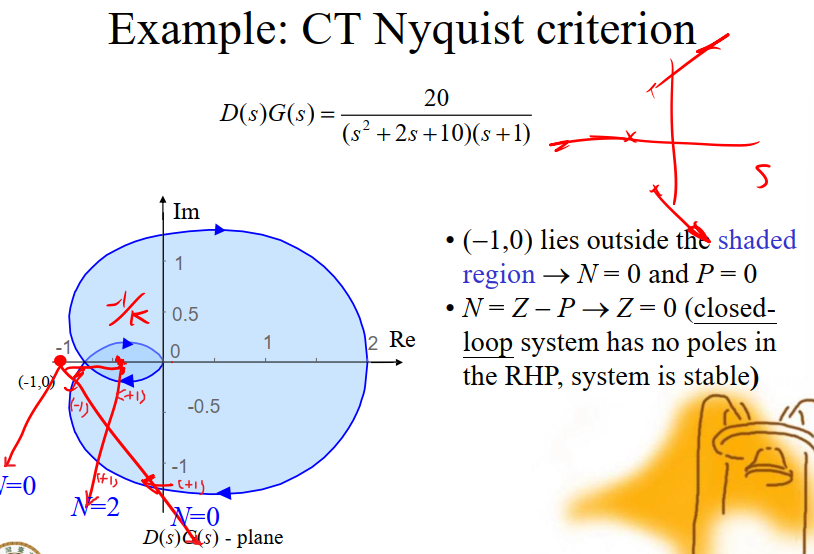 Example: CT Nyquist criterion
D(s)G(s) = 20 / (s² + 2s +10)(s +1)
S
Im
1
-1/K
0.5
-1
0
1
2
Re
(-1,0)
(-1)
(+1)
-0.5
-1
(+1)
(+1)
N=0
N=2
N=0
D(s)G(s) - plane
• (−1,0) lies outside the shaded
region → N = 0 and P = 0
• N = Z – P → Z = 0 (closed-
loop system has no poles in
the RHP, system is stable)